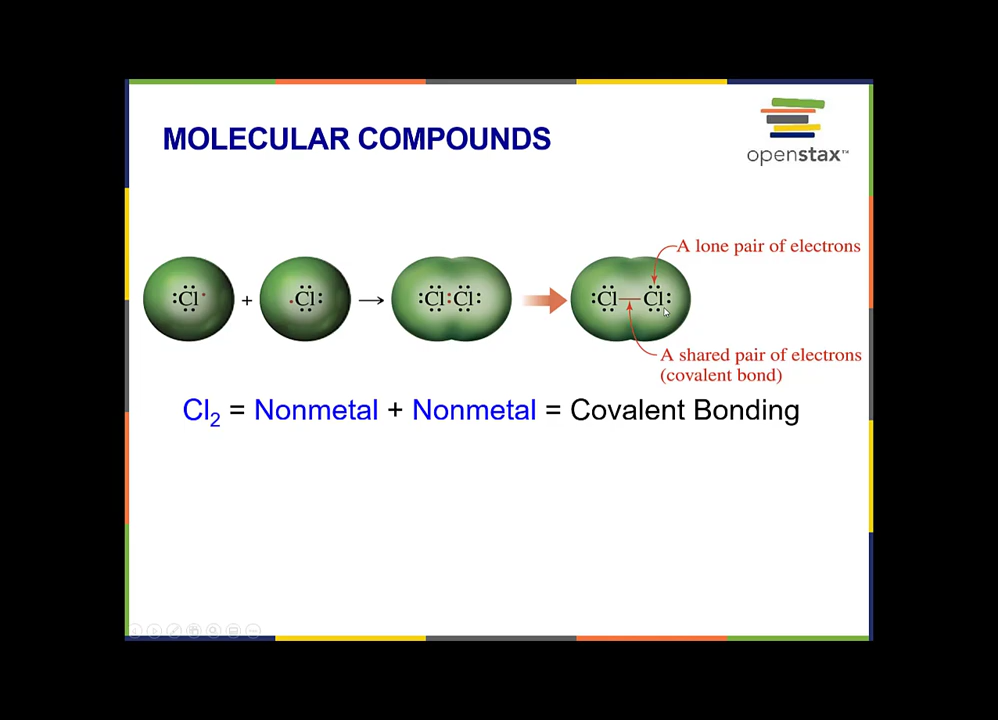 MOLECULAR COMPOUNDS
openstax™
A lone pair of electrons
:Cl· + ·Cl: → :Cl:Cl: :Cl—Cl:
A shared pair of electrons
(covalent bond)
Cl₂ = Nonmetal + Nonmetal = Covalent Bonding